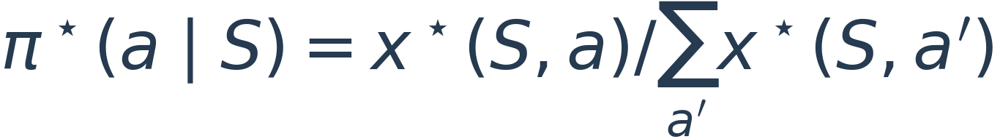 π⋆(a | S) = x⋆(S, a)/∑x⋆(S, a′)
a′